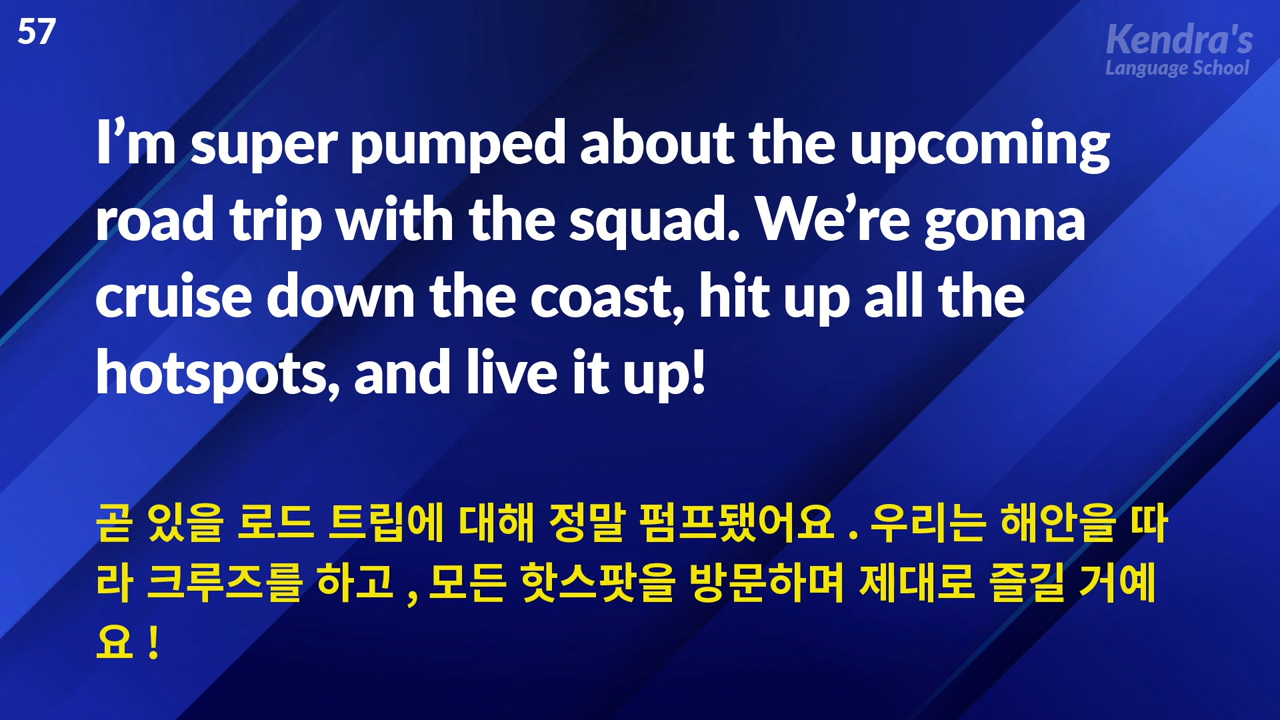 57
Kendra's
Language School
I’m super pumped about the upcoming
road trip with the squad. We’re gonna
cruise down the coast, hit up all the
hotspots, and live it up!
곧 있을 로드 트립에 대해 정말 펌프됐어요 . 우리는 해안을 따
라 크루즈를 하고 , 모든 핫스팟을 방문하며 제대로 즐길 거예
요 !